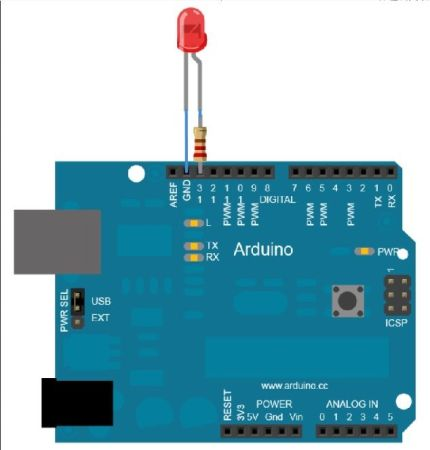 AREF
GND
13
12
PWM 11
PWM 10
PWM 9
8
DIGITAL
7
PWM 6
PWM 5
4
PWM 3
2
TX 1
RX 0
L
TX
RX
Arduino
PWR
1
ICSP
PWR SEL
USB
EXT
www.arduino.cc
POWER
ANALOG IN
RESET
3V3
5V
Gnd
Vin
0 1 2 3 4 5